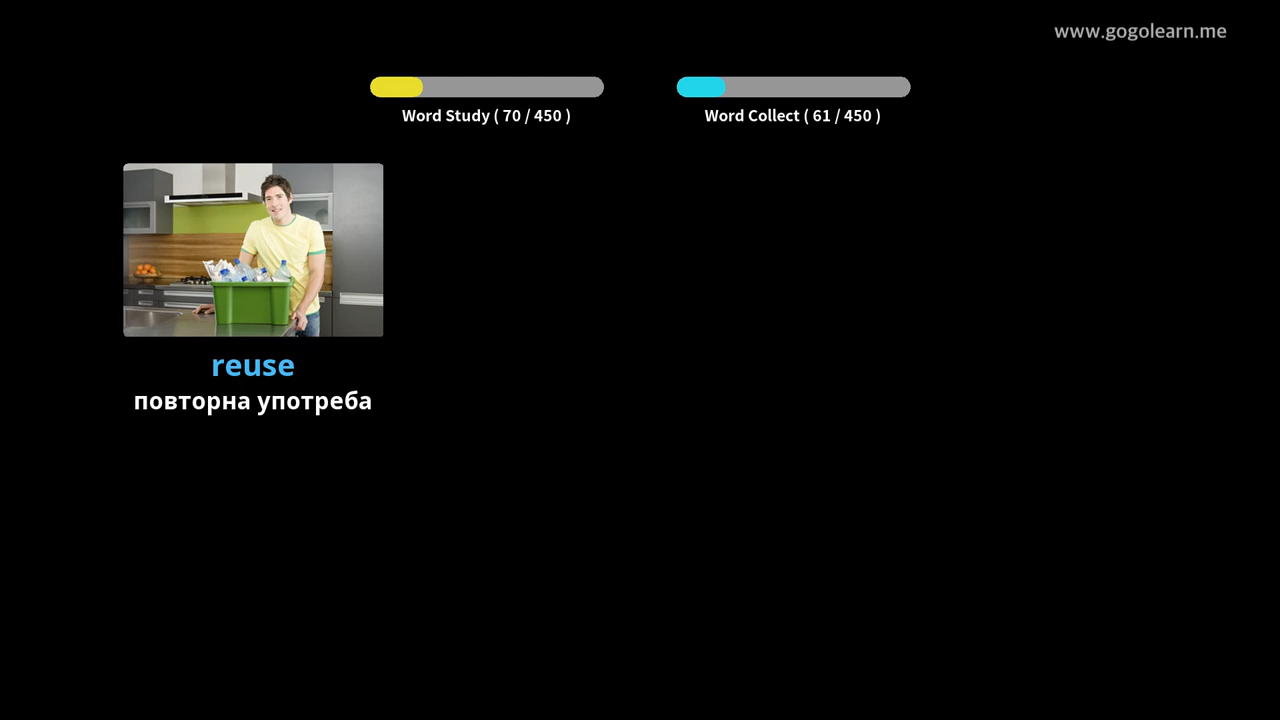 www.gogolearn.me
Word Study ( 70 / 450 )
Word Collect ( 61 / 450 )
reuse
повторна употреба